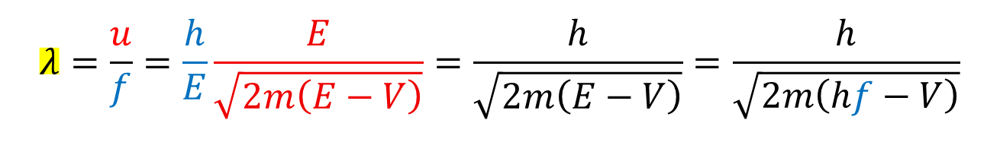 λ = u/f = h/E E/√(2m(E − V)) = h/√(2m(E − V)) = h/√(2m(hf − V))